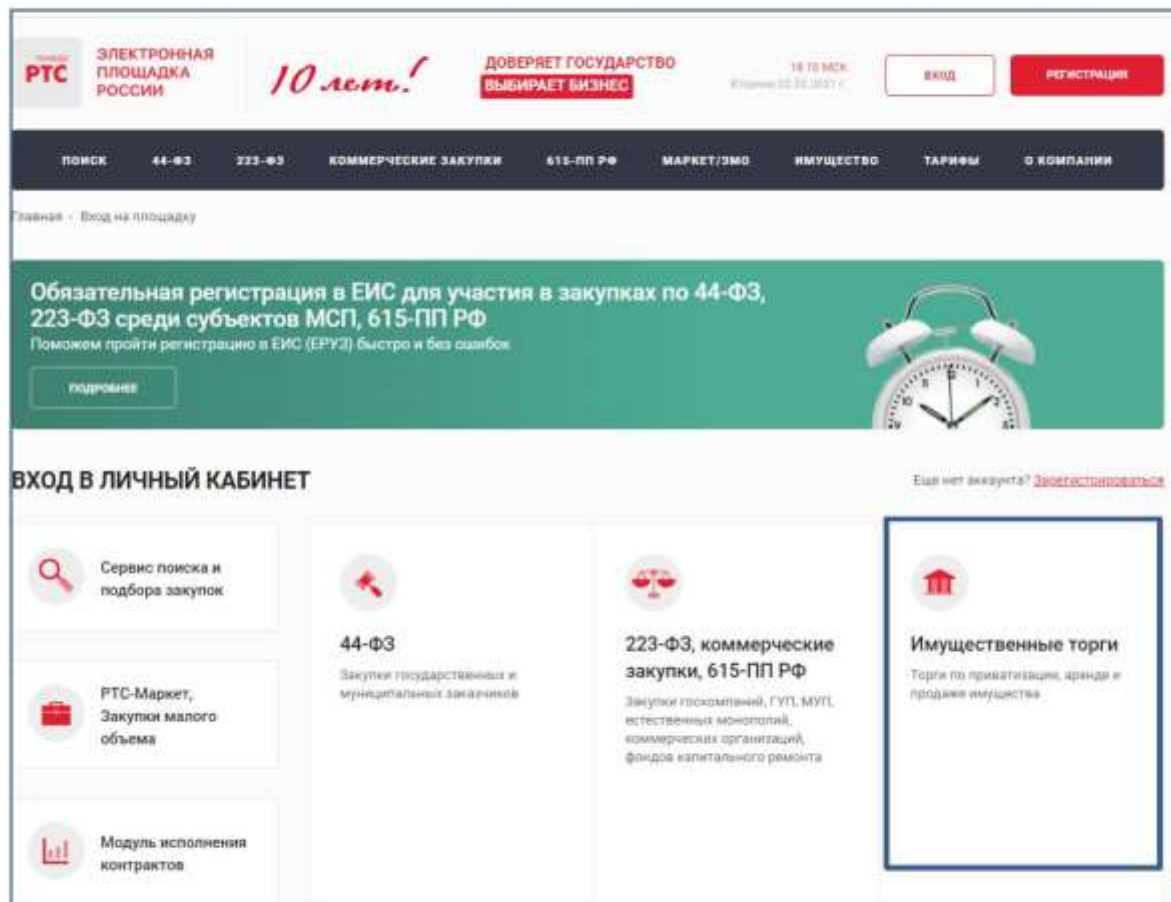 РТС
ЭЛЕКТРОННАЯ
ПЛОЩАДКА
РОССИИ
10 лет!
ДОВЕРЯЕТ ГОСУДАРСТВО
ВЫБИРАЕТ БИЗНЕС
ВХОД
РЕГИСТРАЦИЯ
ПОИСК 44-ФЗ 223-ФЗ КОММЕРЧЕСКИЕ ЗАКУПКИ 615-ПП РФ МАРКЕТ/ЗМО ИМУЩЕСТВО ТАРИФЫ О КОМПАНИИ
Главная - Вход на площадку
Обязательная регистрация в ЕИС для участия в закупках по 44-ФЗ,
223-ФЗ среди субъектов МСП, 615-ПП РФ
Поможем пройти регистрацию в ЕИС (ЕРУЗ) быстро и без ошибок
ПОДРОБНЕЕ
ВХОД В ЛИЧНЫЙ КАБИНЕТ
Еще нет аккаунта? Зарегистрироваться
Сервис поиска и
подбора закупок
РТС-Маркет,
Закупки малого
объема
Модуль исполнения
контрактов
44-ФЗ
Закупки государственных и
муниципальных заказчиков
223-ФЗ, коммерческие
закупки, 615-ПП РФ
Закупки госкомпаний, ГУП, МУП,
естественных монополий,
коммерческих организаций,
фондов капитального ремонта
Имущественные торги
Торги по приватизации, аренде и
продаже имущества